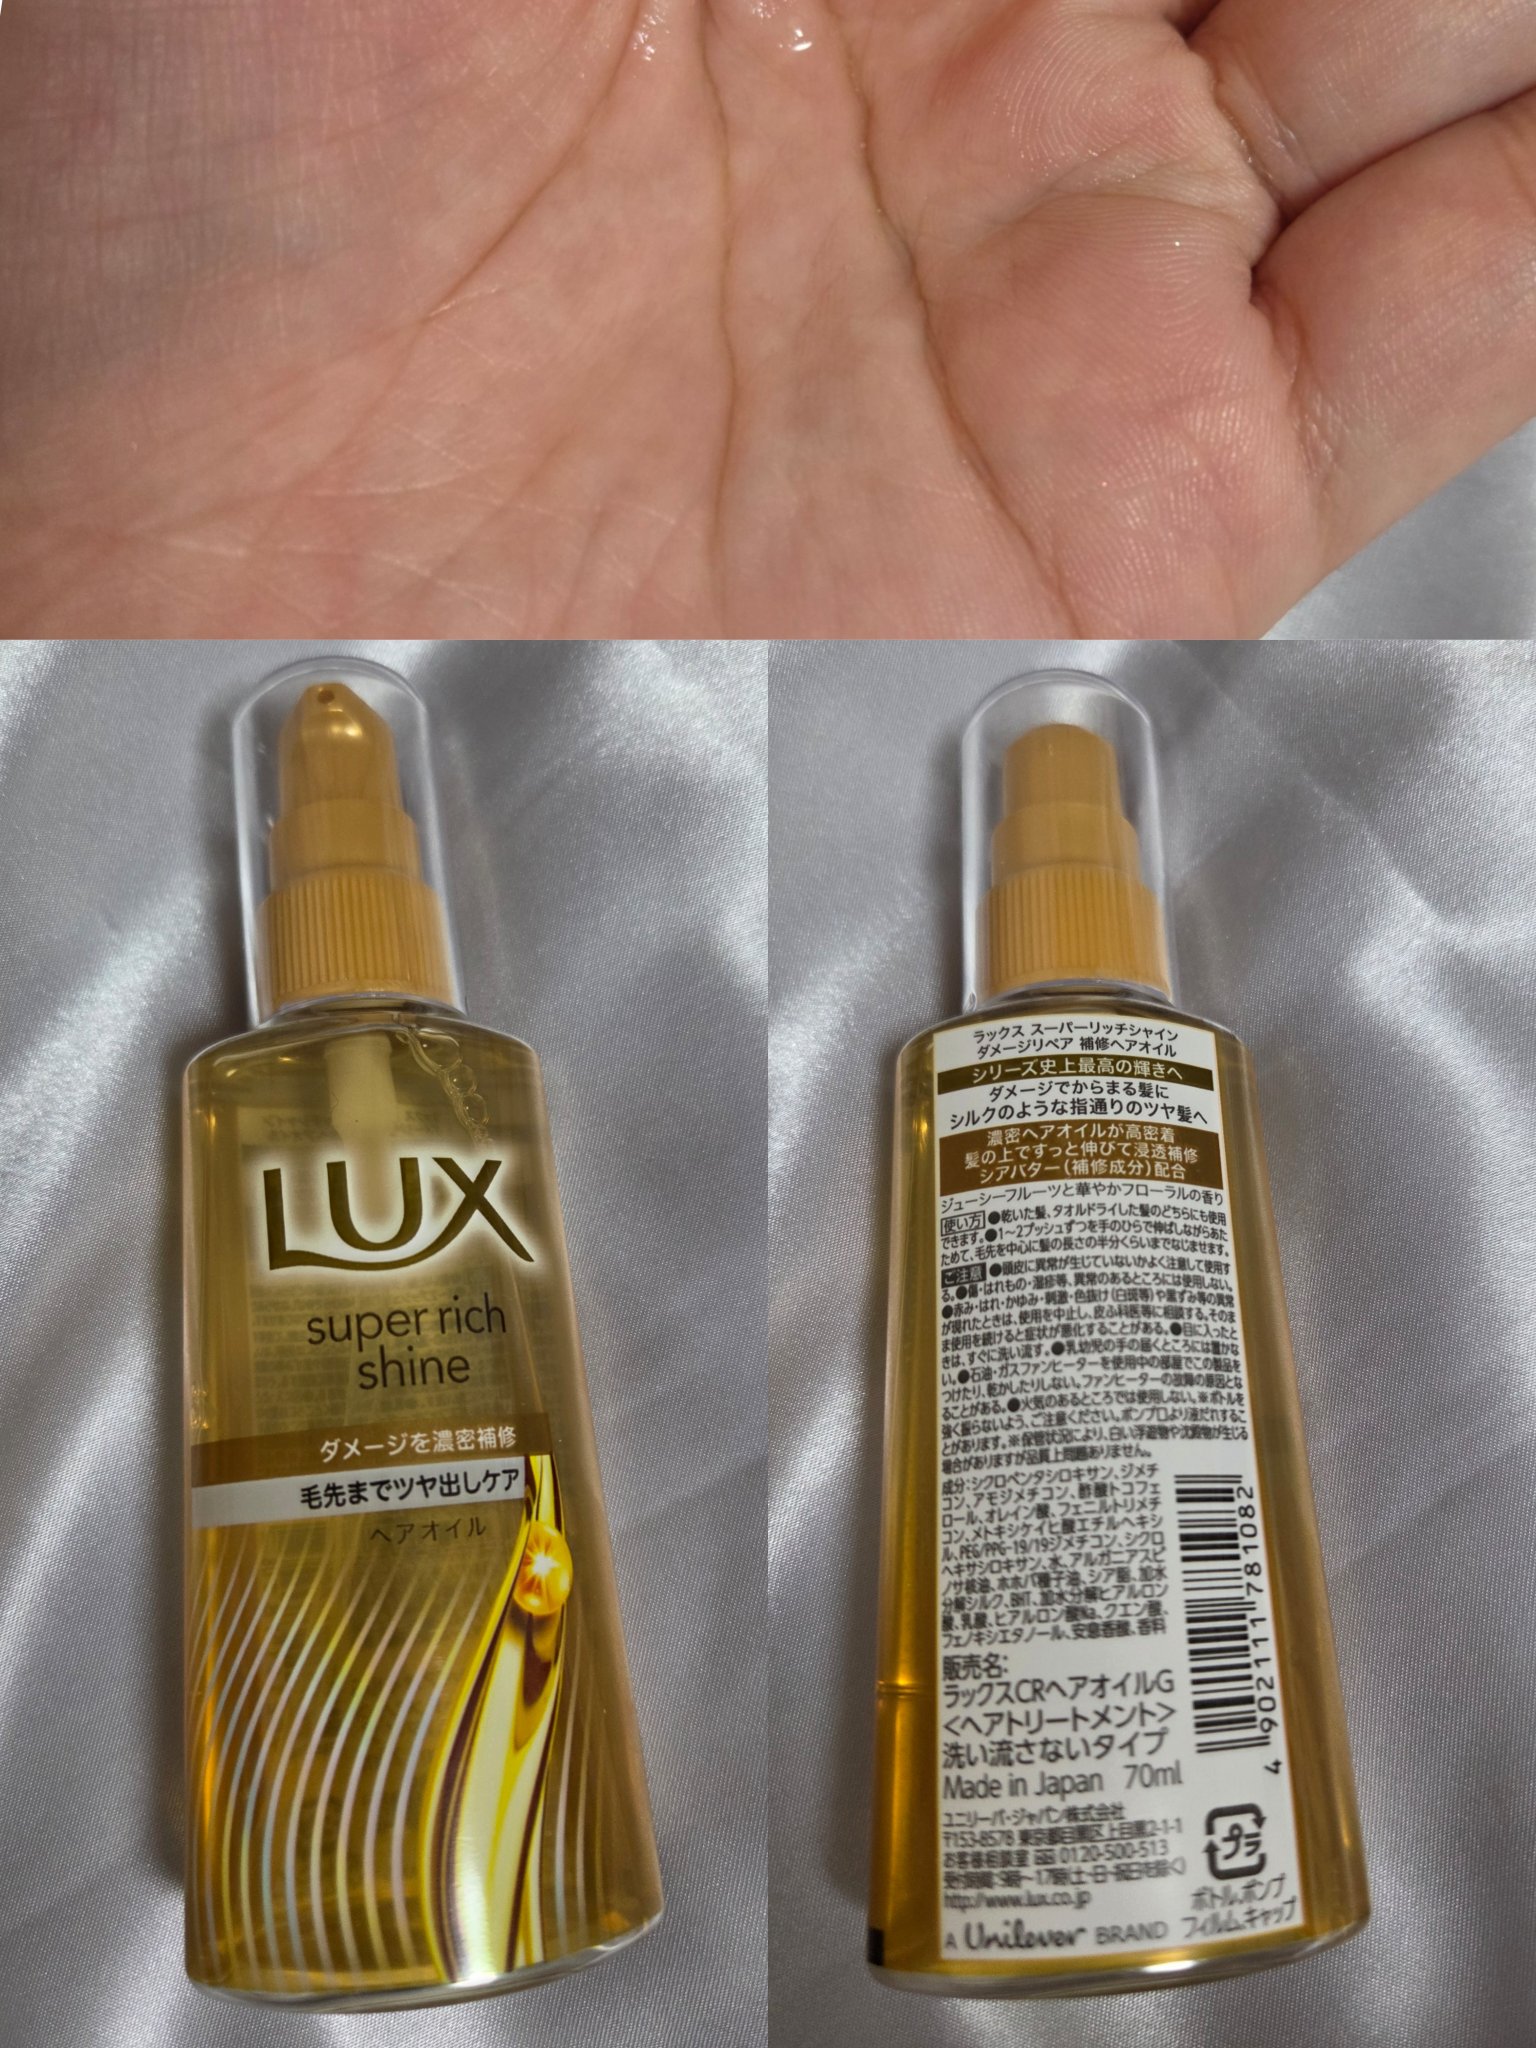 LUX
super rich
shine
ダメージを濃密補修
毛先までツヤ出しケア
ヘアオイル
ラックス スーパーリッチシャイン
ダメージリペア 補修ヘアオイル
シリーズ史上最高の輝きへ
ダメージでからまる髪に
シルクのような指通りのツヤ髪へ
濃密ヘアオイルが高密着
髪の上ですっと伸びて浸透補修
シアバター(補修成分)配合
ジューシーフルーツと華やかフローラルの香り
使い方 ●乾いた髪、タオルドライした髪のどちらにも使用
できます。●1〜2プッシュずつを手のひらで伸ばしながらあた
ため、毛先を中心に髪の長さの半分くらいまでなじませます。
ご注意 ●頭皮に異常が生じていないかよく注意して使用す
る。●傷・はれもの・湿疹等、異常のあるところには使用しない。
●赤み・はれ・かゆみ・刺激・色抜け(白斑等)や黒ずみ等の異常
が現れたときは、使用を中止し、皮ふ科医等に相談する。そのま
ま使用を続けると症状が悪化することがある。●目に入ったと
きは、すぐに洗い流す。●乳幼児の手の届くところには置かな
い。●石油・ガスファンヒーターを使用中の部屋でこの製品を
つけたり、乾かしたりしない。ファンヒーターの故障の原因とな
ることがある。●火気のあるところでは使用しない。※ボトルを
強く振らないよう、ご注意ください。ポンプ口より液だれするこ
とがあります。※保管状況により、白い浮遊物や沈殿物が生じる
場合がありますが品質上問題ありません。
成分:シクロペンタシロキサン、ジメチ
コン、アモジメチコン、酢酸トコフェ
ロール、オレイン酸、フェニルトリメチ
コン、メトキシケイヒ酸エチルヘキシ
ル、PEG/PPG-19/19ジメチコン、シクロ
ヘキサシロキサン、水、アルガニアスピ
ノサ核油、ホホバ種子油、シア脂、加水
分解シルク、BHT、加水分解ヒアルロン
酸、乳酸、ヒアルロン酸Na、クエン酸、
フェノキシエタノール、安息香酸、香料
販売名:
ラックスCRヘアオイルG
<ヘアトリートメント>
洗い流さないタイプ
Made in Japan 70ml
ユニリーバ・ジャパン株式会社
〒153-8578 東京都目黒区上目黒2-1-1
お客様相談室 0120-500-513
受付時間:9時〜17時(土・日・祝日を除く)
http://www.lux.co.jp
A Unilever BRAND
4 902111 781082
プラ
ボトル、ポンプ
フィルム、キャップ